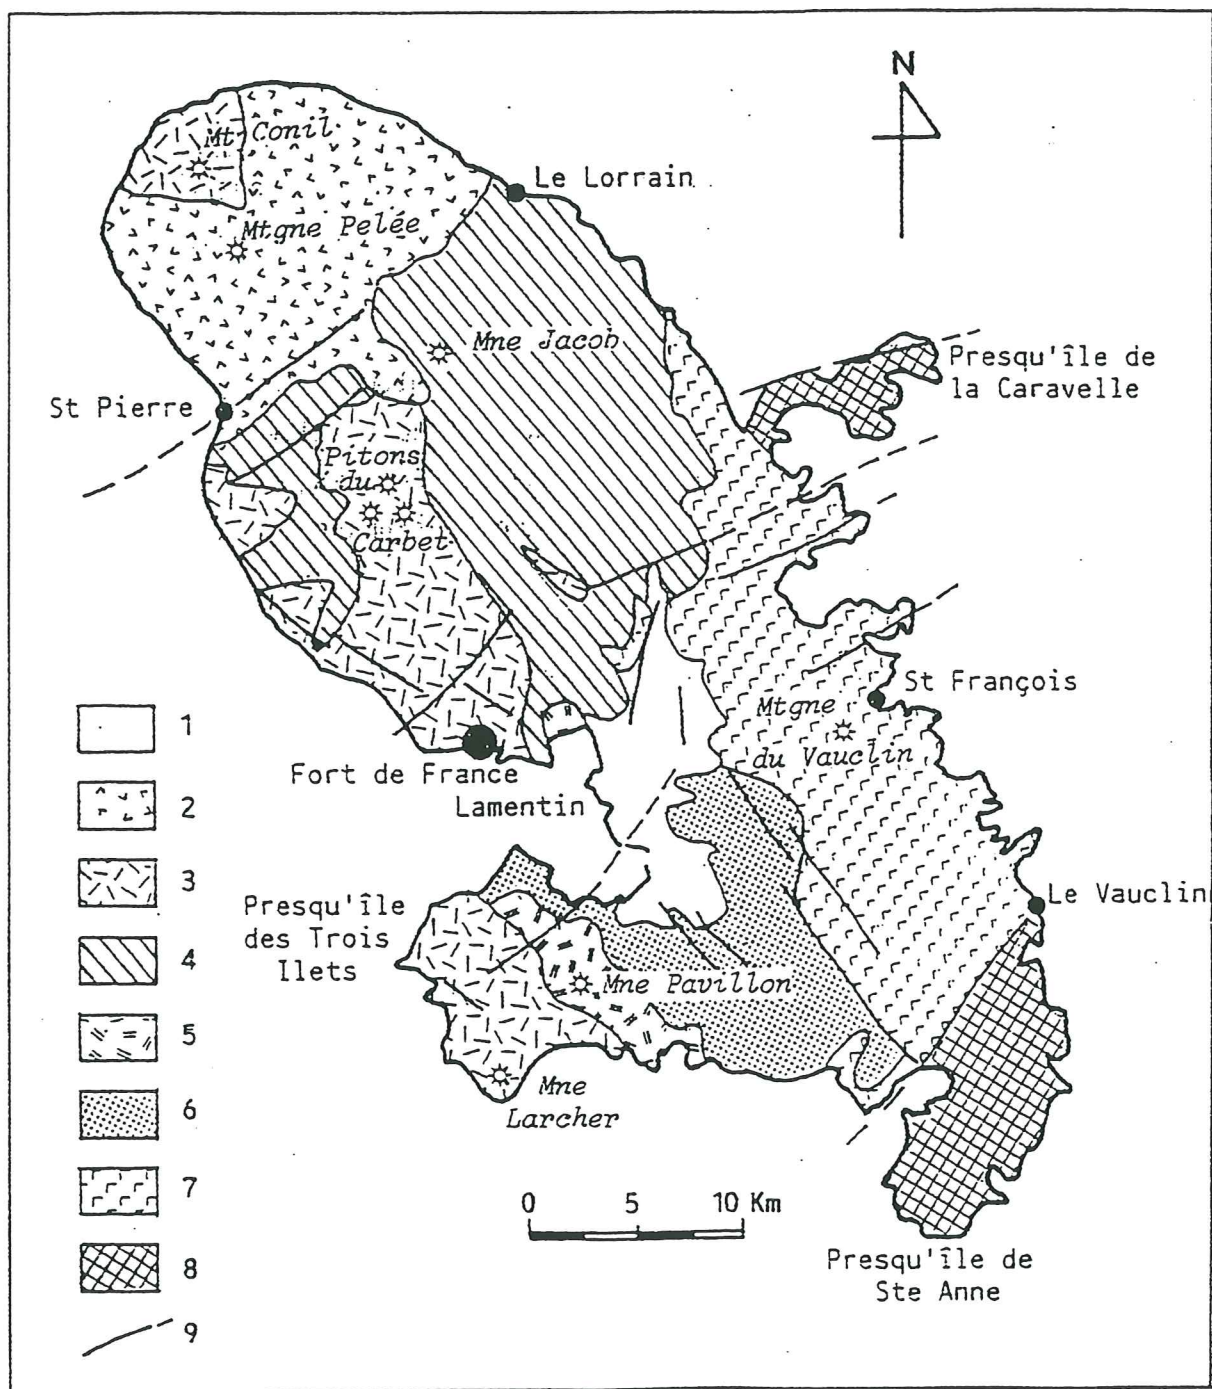 N
Mt Conil
Le Lorrain
Mtgne Pelée
Mne Jacob
Presqu'île de
la Caravelle
St Pierre
Pitons
du
Carbet
St François
Mtgne
du Vauclin
1
Fort de France
Lamentin
2
3
Le Vauclin
Presqu'île
des Trois
Ilets
4
Mne Pavillon
5
Mne
Larcher
6
7
0 5 10 Km
8
Presqu'île de
Ste Anne
9